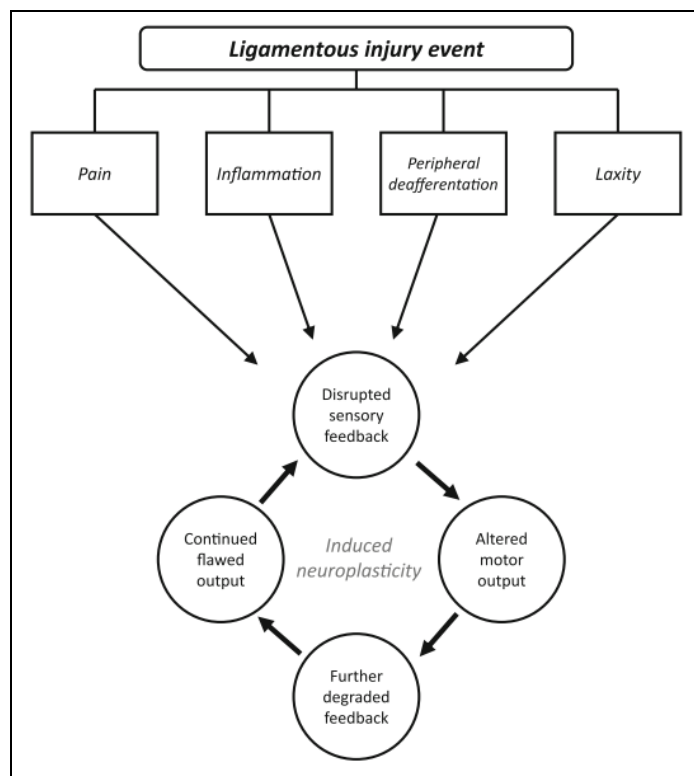 Ligamentous injury event
Pain
Inflammation
Peripheral
deafferentation
Laxity
Disrupted
sensory
feedback
Continued
flawed
output
Induced
neuroplasticity
Altered
motor
output
Further
degraded
feedback